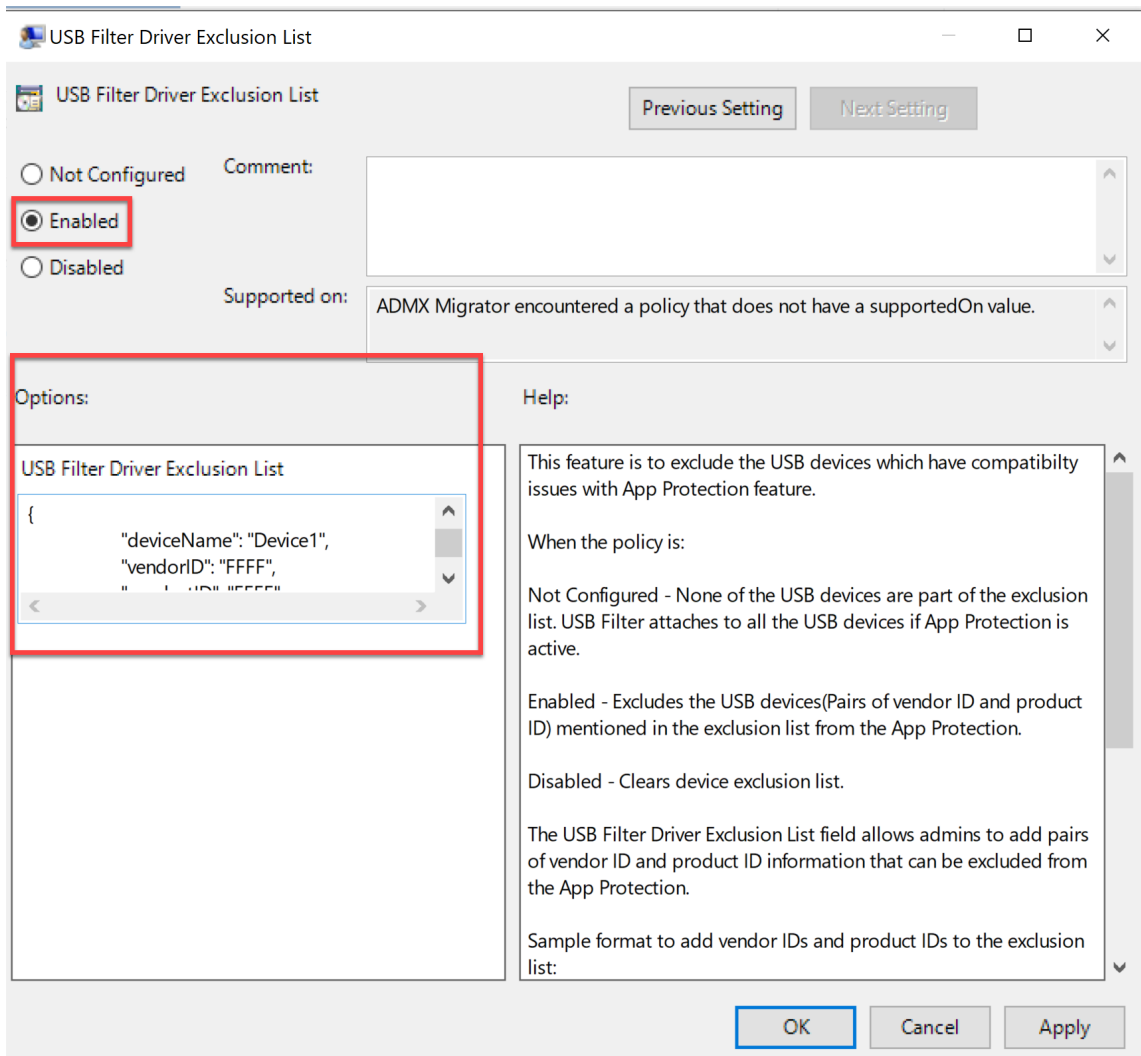 USB Filter Driver Exclusion List
USB Filter Driver Exclusion List
Previous Setting
Next Setting
Not Configured
Comment:
Enabled
Disabled
Supported on:
ADMX Migrator encountered a policy that does not have a supportedOn value.
Options:
Help:
USB Filter Driver Exclusion List
{
"deviceName": "Device1",
"vendorID": "FFFF",
This feature is to exclude the USB devices which have compatibilty
issues with App Protection feature.
When the policy is:
Not Configured - None of the USB devices are part of the exclusion
list. USB Filter attaches to all the USB devices if App Protection is
active.
Enabled - Excludes the USB devices(Pairs of vendor ID and product
ID) mentioned in the exclusion list from the App Protection.
Disabled - Clears device exclusion list.
The USB Filter Driver Exclusion List field allows admins to add pairs
of vendor ID and product ID information that can be excluded from
the App Protection.
Sample format to add vendor IDs and product IDs to the exclusion
list:
OK
Cancel
Apply